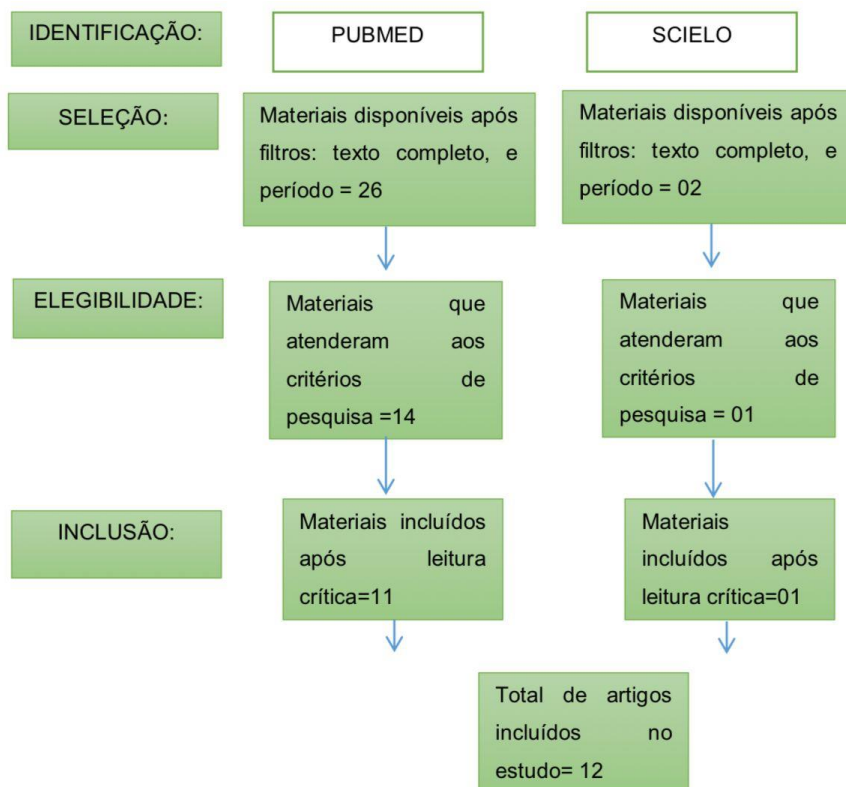 IDENTIFICAÇÃO:
PUBMED
SCIELO
SELEÇÃO:
Materiais disponíveis após
filtros: texto completo, e
período = 26
Materiais disponíveis após
filtros: texto completo, e
período = 02
ELEGIBILIDADE:
Materiais que
atenderam aos
critérios de
pesquisa =14
Materiais que
atenderam aos
critérios de
pesquisa = 01
INCLUSÃO:
Materiais incluídos
após leitura
crítica=11
Materiais
incluídos após
leitura crítica=01
Total de artigos
incluídos no
estudo= 12